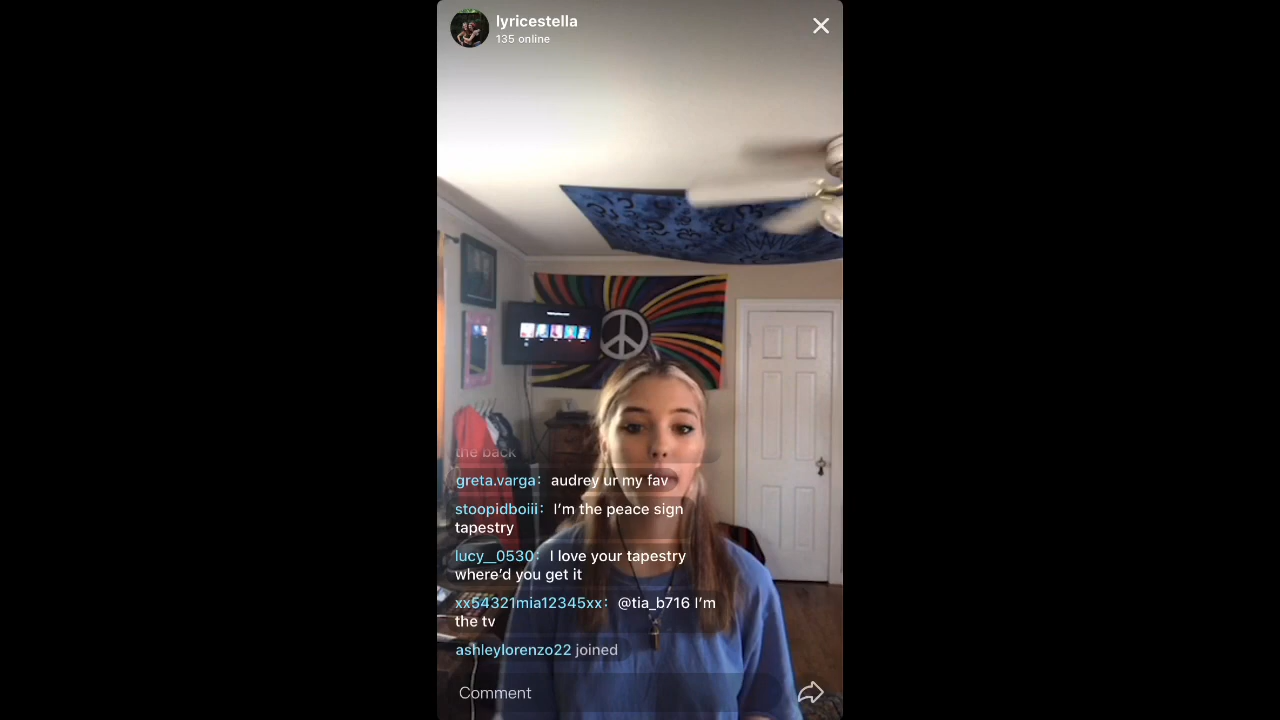 lyricestella
135 online
the back
greta.varga: audrey ur my fav
stoopidboiii: I'm the peace sign
tapestry
lucy__0530: I love your tapestry
where'd you get it
xx54321mia12345xx: @tia_b716 I'm
the tv
ashleylorenzo22 joined
Comment